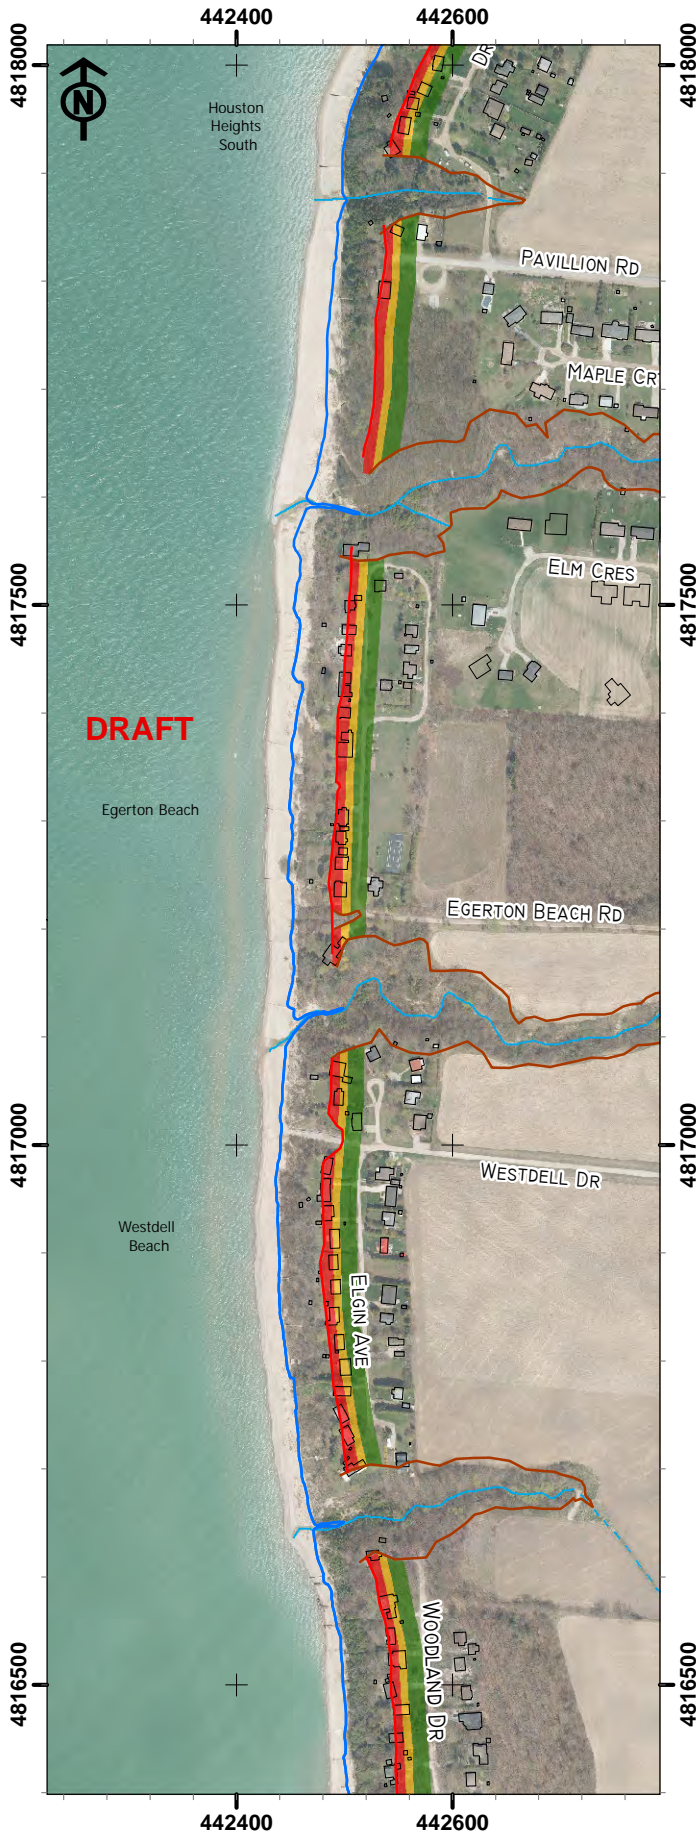 442400
442600
4818000
4818000
N
Houston
Heights
South
DR
PAVILLION RD
MAPLE CR
4817500
4817500
ELM CRES
DRAFT
Egerton Beach
EGERTON BEACH RD
4817000
4817000
WESTDELL DR
Westdell
Beach
ELGIN AVE
WOODLAND DR
4816500
4816500
442400
442600